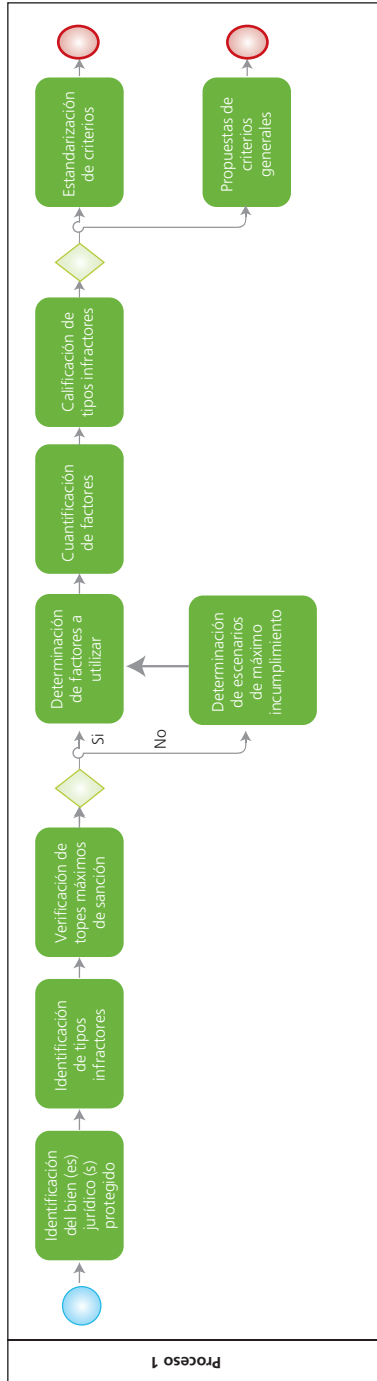 Proceso 1
Identificación
del bien (es)
jurídico (s)
protegido
Identificación
de tipos
infractores
Verificación de
topes máximos
de sanción
Si
No
Determinación
de factores a
utilizar
Determinación
de escenarios
de máximo
incumplimiento
Cuantificación
de factores
Calificación de
tipos infractores
Estandarización
de criterios
Propuestas de
criterios
generales